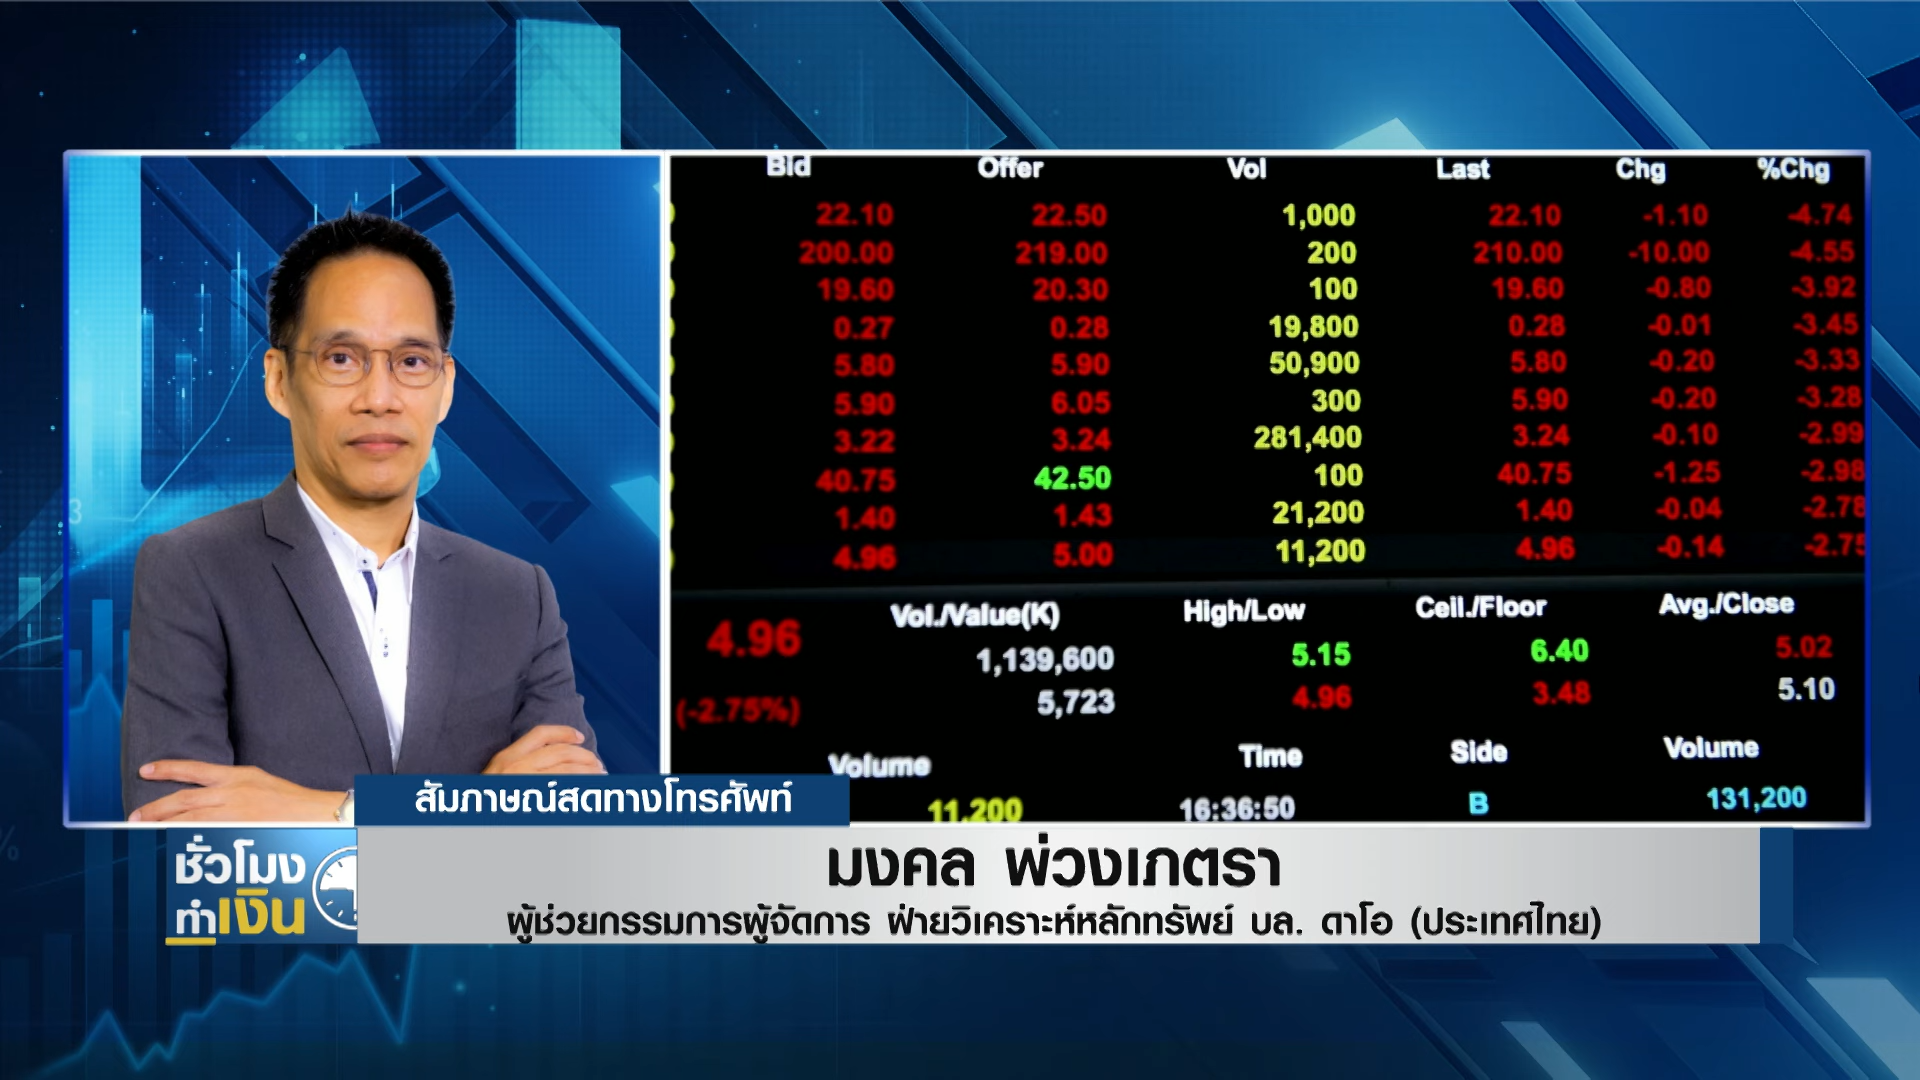 Bid Offer Vol Last Chg %Chg
22.10 22.50 1,000 22.10 -1.10 -4.74
200.00 219.00 200 210.00 -10.00 -4.55
19.60 20.30 100 19.60 -0.80 -3.92
0.27 0.28 19,800 0.28 -0.01 -3.45
5.80 5.90 50,900 5.80 -0.20 -3.33
5.90 6.05 300 5.90 -0.20 -3.28
3.22 3.24 281,400 3.24 -0.10 -2.99
40.75 42.50 100 40.75 -1.25 -2.98
1.40 1.43 21,200 1.40 -0.04 -2.78
4.96 5.00 11,200 4.96 -0.14 -2.75
Vol./Value(K) High/Low Ceil./Floor Avg./Close
4.96 1,139,600 5.15 6.40 5.02
(-2.75%) 5,723 4.96 3.48 5.10
Volume Time Side Volume
11,200 16:36:50 B 131,200
สัมภาษณ์สดทางโทรศัพท์
ชั่วโมง
ทำเงิน
มงคล พ่วงเภตรา
ผู้ช่วยกรรมการผู้จัดการ ฝ่ายวิเคราะห์หลักทรัพย์ บล. ดาโอ (ประเทศไทย)